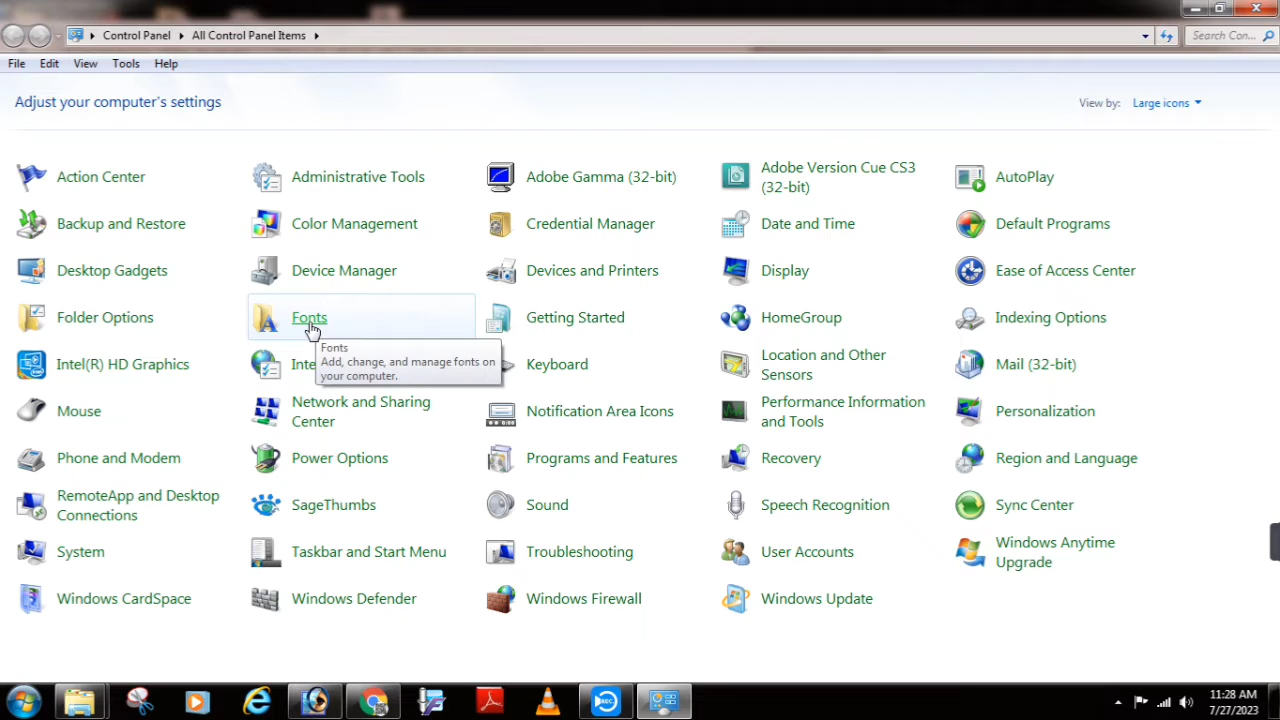 Control Panel All Control Panel Items Search Con...
File Edit View Tools Help
Adjust your computer's settings
View by: Large icons
Action Center
Administrative Tools
Adobe Gamma (32-bit)
Adobe Version Cue CS3
(32-bit)
AutoPlay
Backup and Restore
Color Management
Credential Manager
Date and Time
Default Programs
Desktop Gadgets
Device Manager
Devices and Printers
Display
Ease of Access Center
Folder Options
Fonts
Getting Started
HomeGroup
Indexing Options
Fonts
Add, change, and manage fonts on
your computer.
Intel(R) HD Graphics
Inte
Keyboard
Location and Other
Sensors
Mail (32-bit)
Mouse
Network and Sharing
Center
Notification Area Icons
Performance Information
and Tools
Personalization
Phone and Modem
Power Options
Programs and Features
Recovery
Region and Language
RemoteApp and Desktop
Connections
SageThumbs
Sound
Speech Recognition
Sync Center
System
Taskbar and Start Menu
Troubleshooting
User Accounts
Windows Anytime
Upgrade
Windows CardSpace
Windows Defender
Windows Firewall
Windows Update
REC
11:28 AM
7/27/2023